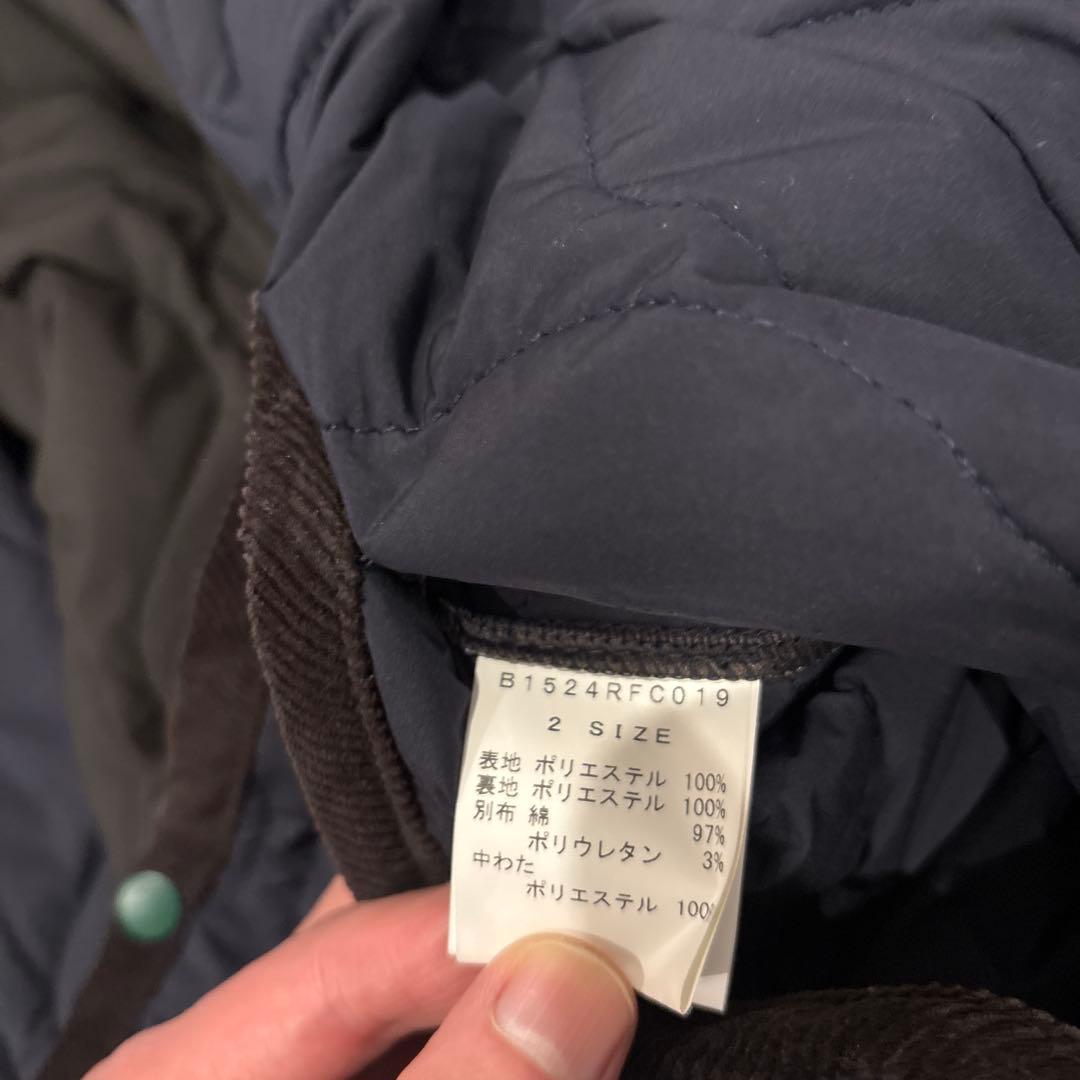 B1524RFC019
2 SIZE
表地 ポリエステル 100%
裏地 ポリエステル 100%
別布 綿 97%
ポリウレタン 3%
中わた
ポリエステル 100%